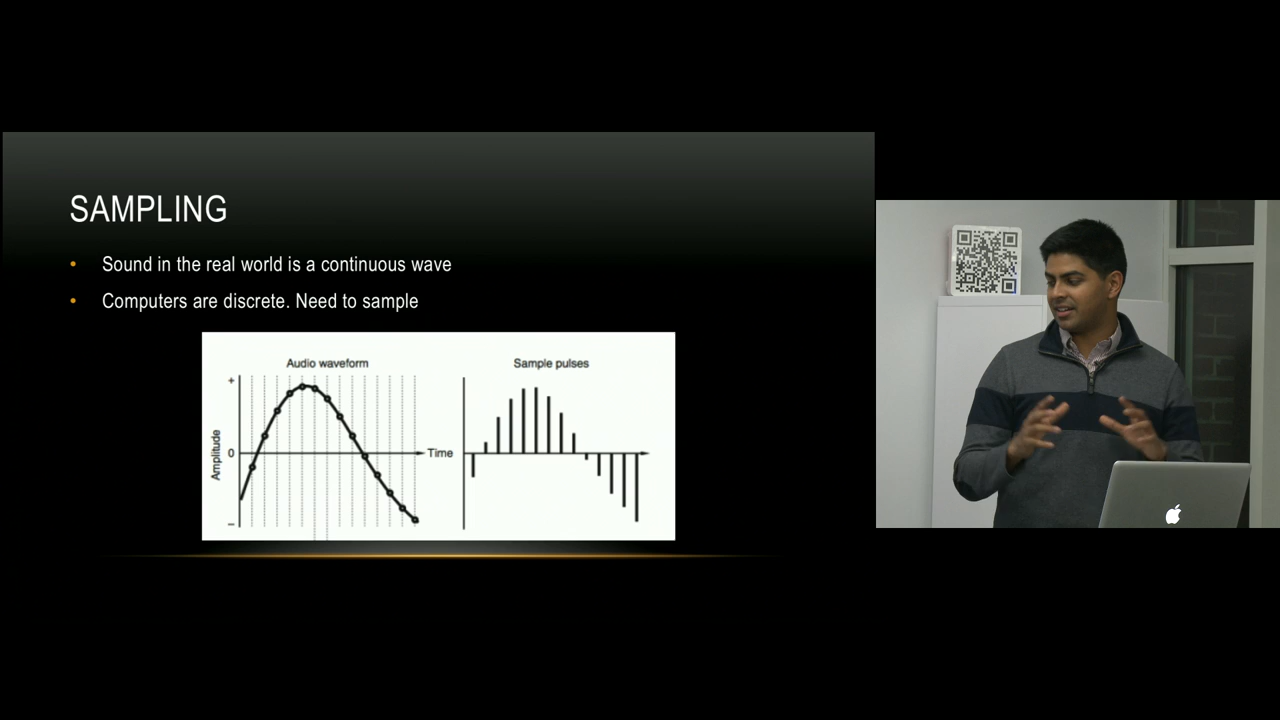 SAMPLING
• Sound in the real world is a continuous wave
• Computers are discrete. Need to sample
Audio waveform
Sample pulses
+
Amplitude
0
Time
–